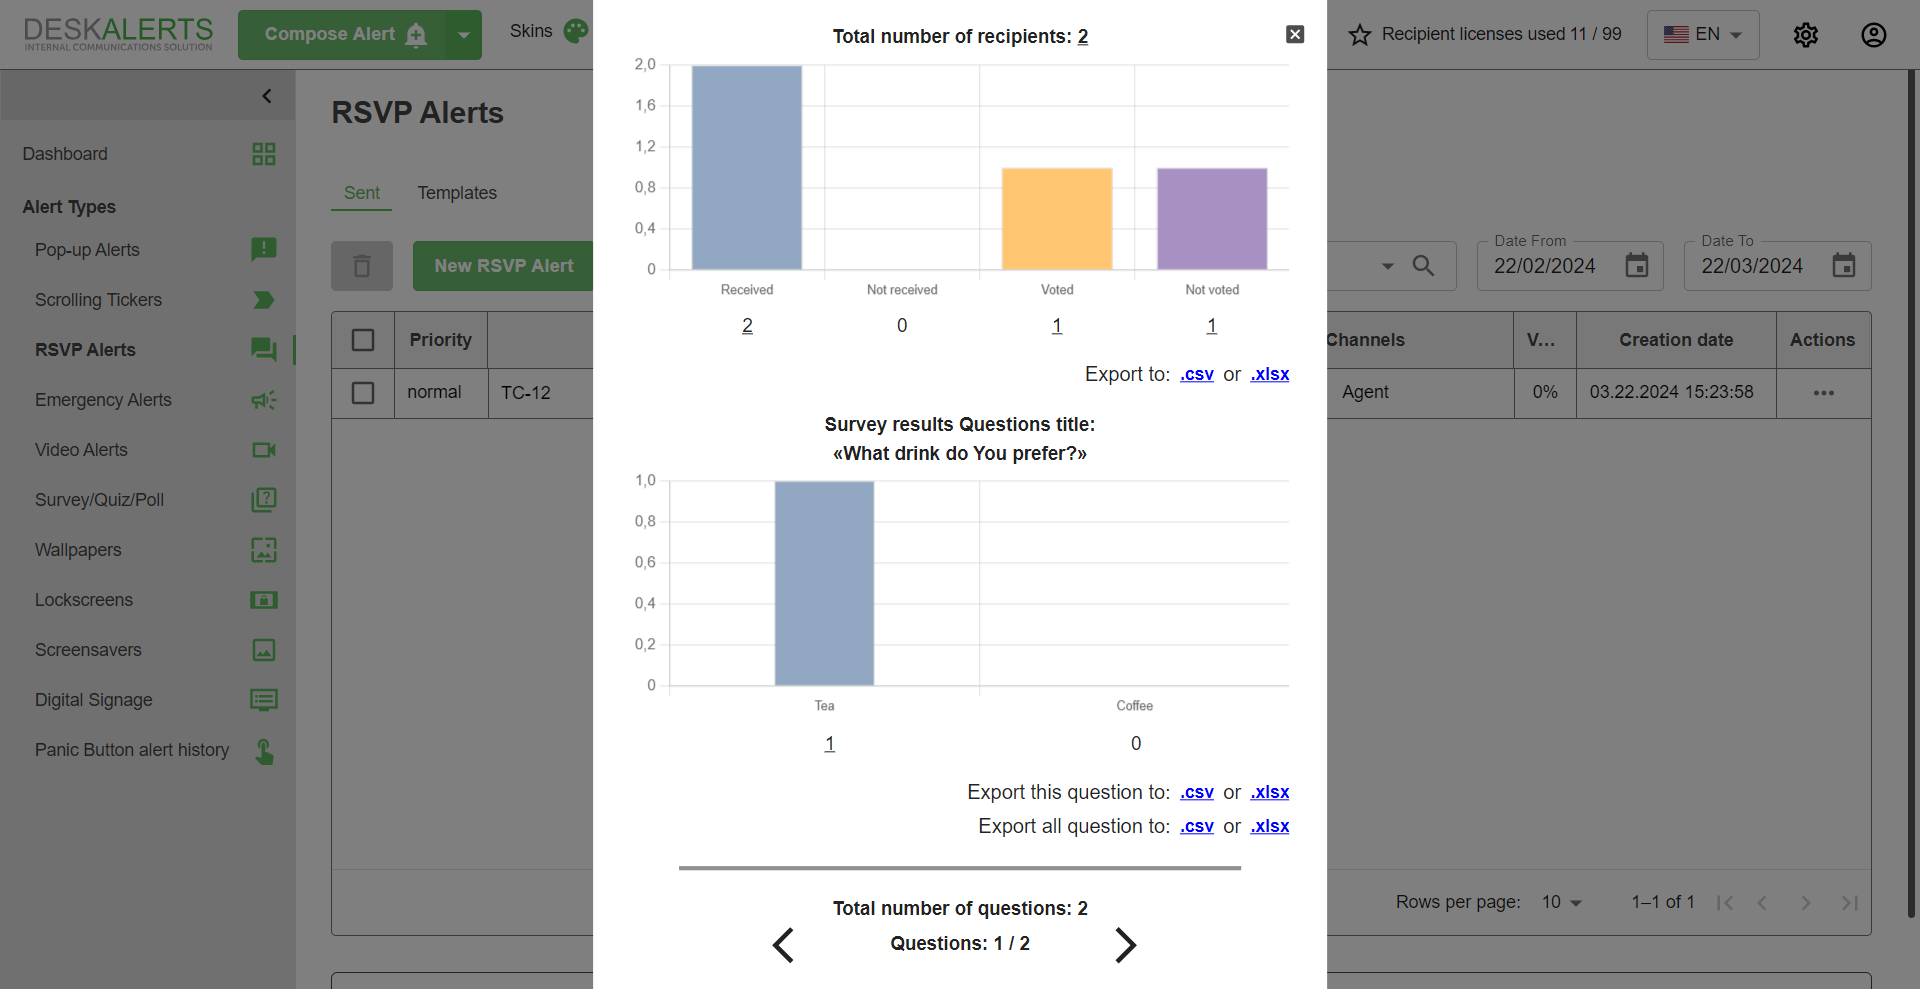 DESKALERTS
INTERNAL COMMUNICATIONS SOLUTION
Compose Alert
Skins
Recipient licenses used 11 / 99
EN
Dashboard
Alert Types
Pop-up Alerts
Scrolling Tickers
RSVP Alerts
Emergency Alerts
Video Alerts
Survey/Quiz/Poll
Wallpapers
Lockscreens
Screensavers
Digital Signage
Panic Button alert history
RSVP Alerts
Sent Templates
New RSVP Alert
Date From
22/02/2024
Date To
22/03/2024
Priority
Channels
V...
Creation date
Actions
normal
TC-12
Agent
0%
03.22.2024 15:23:58
Rows per page: 10
1–1 of 1
Total number of recipients: 2
2,0
1,6
1,2
0,8
0,4
0
Received Not received Voted Not voted
2 0 1 1
Export to: .csv or .xlsx
Survey results Questions title:
«What drink do You prefer?»
1,0
0,8
0,6
0,4
0,2
0
Tea Coffee
1 0
Export this question to: .csv or .xlsx
Export all question to: .csv or .xlsx
Total number of questions: 2
Questions: 1 / 2